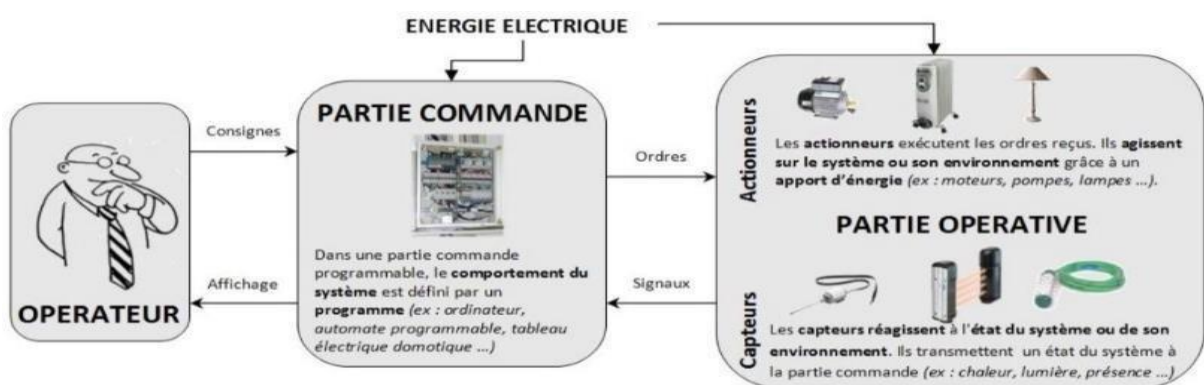 ENERGIE ELECTRIQUE
OPERATEUR
Consignes
Affichage
PARTIE COMMANDE
Dans une partie commande
programmable, le comportement du
système est défini par un
programme (ex : ordinateur,
automate programmable, tableau
électrique domotique ...)
Ordres
Signaux
Actionneurs
Les actionneurs exécutent les ordres reçus. Ils agissent
sur le système ou son environnement grâce à un
apport d'énergie (ex : moteurs, pompes, lampes ...).
PARTIE OPERATIVE
Capteurs
Les capteurs réagissent à l'état du système ou de son
environnement. Ils transmettent un état du système à
la partie commande (ex : chaleur, lumière, présence ...)